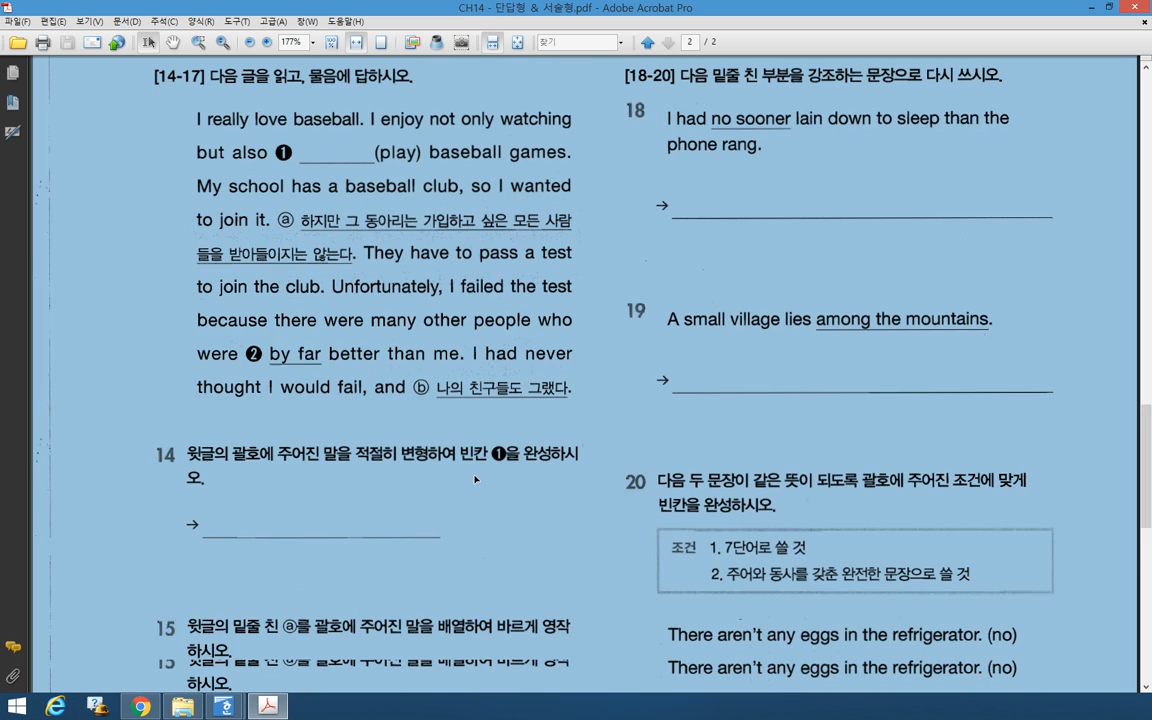 CH14 - 단답형 & 서술형.pdf - Adobe Acrobat Pro
파일(F) 편집(E) 보기(V) 문서(D) 주석(C) 양식(R) 도구(T) 고급(A) 창(W) 도움말(H)
177% 찾기 2 / 2
[14-17] 다음 글을 읽고, 물음에 답하시오.
I really love baseball. I enjoy not only watching
but also ❶ ________(play) baseball games.
My school has a baseball club, so I wanted
to join it. ⓐ 하지만 그 동아리는 가입하고 싶은 모든 사람
들을 받아들이지는 않는다. They have to pass a test
to join the club. Unfortunately, I failed the test
because there were many other people who
were ❷ by far better than me. I had never
thought I would fail, and ⓑ 나의 친구들도 그랬다.
14 윗글의 괄호에 주어진 말을 적절히 변형하여 빈칸 ❶을 완성하시
오.
→
15 윗글의 밑줄 친 ⓐ를 괄호에 주어진 말을 배열하여 바르게 영작
하시오.
하시오.
[18-20] 다음 밑줄 친 부분을 강조하는 문장으로 다시 쓰시오.
18 I had no sooner lain down to sleep than the
phone rang.
→
19 A small village lies among the mountains.
→
20 다음 두 문장이 같은 뜻이 되도록 괄호에 주어진 조건에 맞게
빈칸을 완성하시오.
조건 1. 7단어로 쓸 것
2. 주어와 동사를 갖춘 완전한 문장으로 쓸 것
There aren't any eggs in the refrigerator. (no)
There aren't any eggs in the refrigerator. (no)